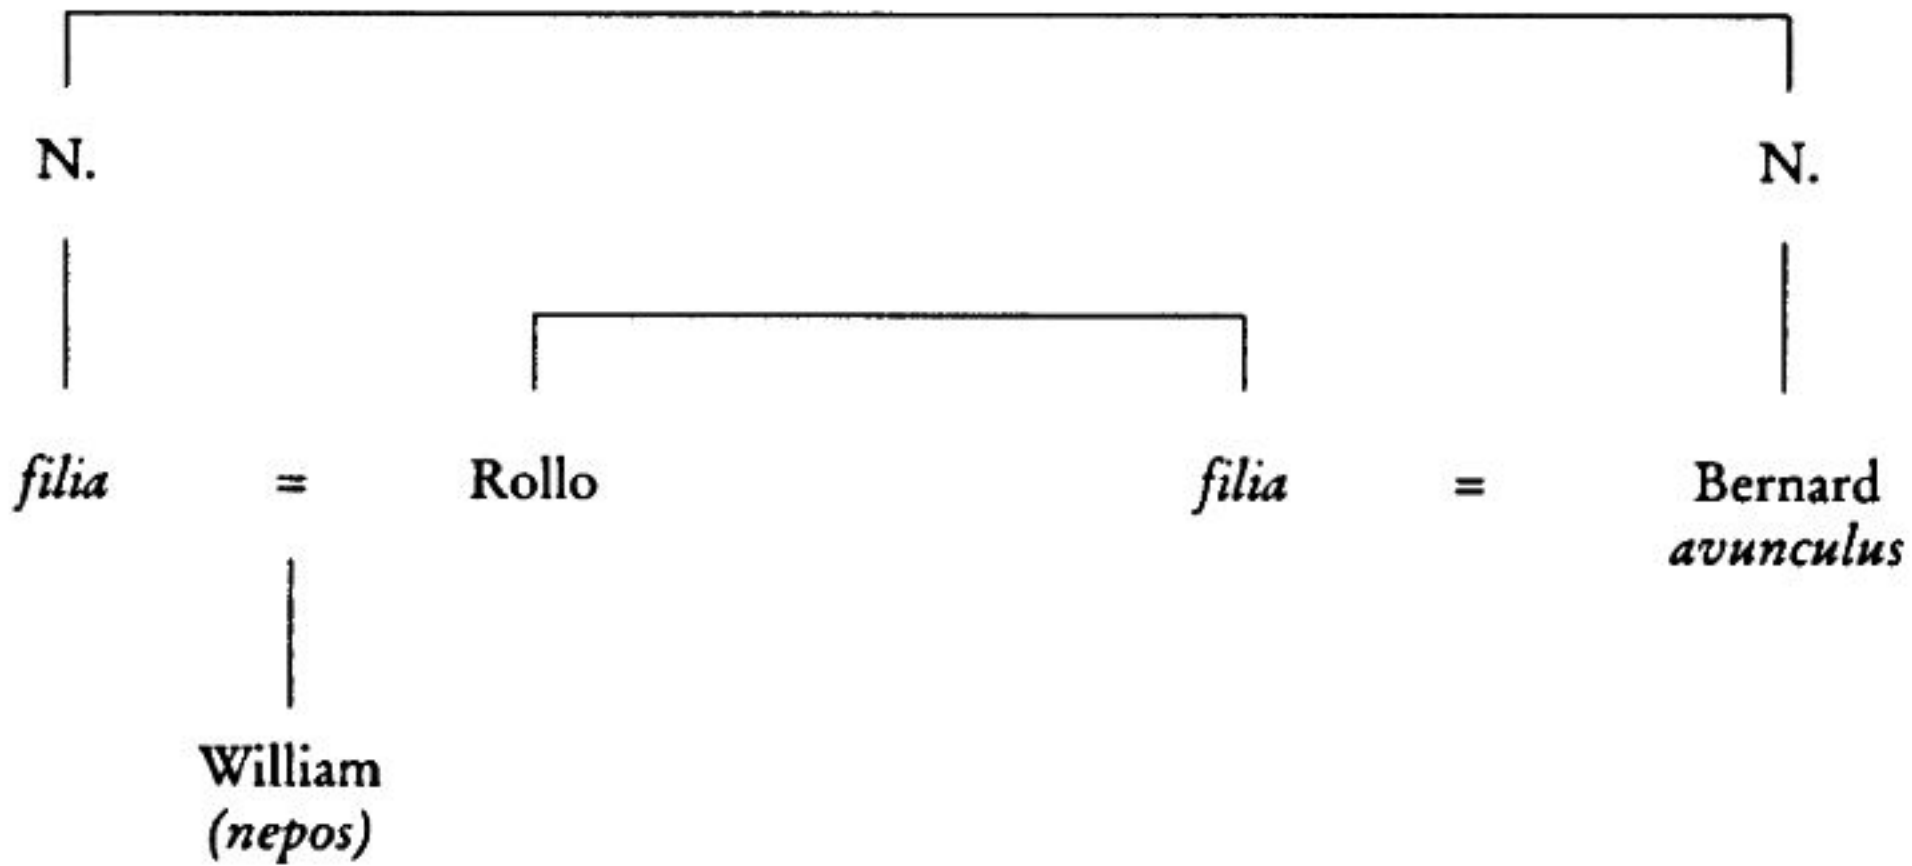 N. N.
filia = Rollo filia = Bernard
avunculus
William
(nepos)